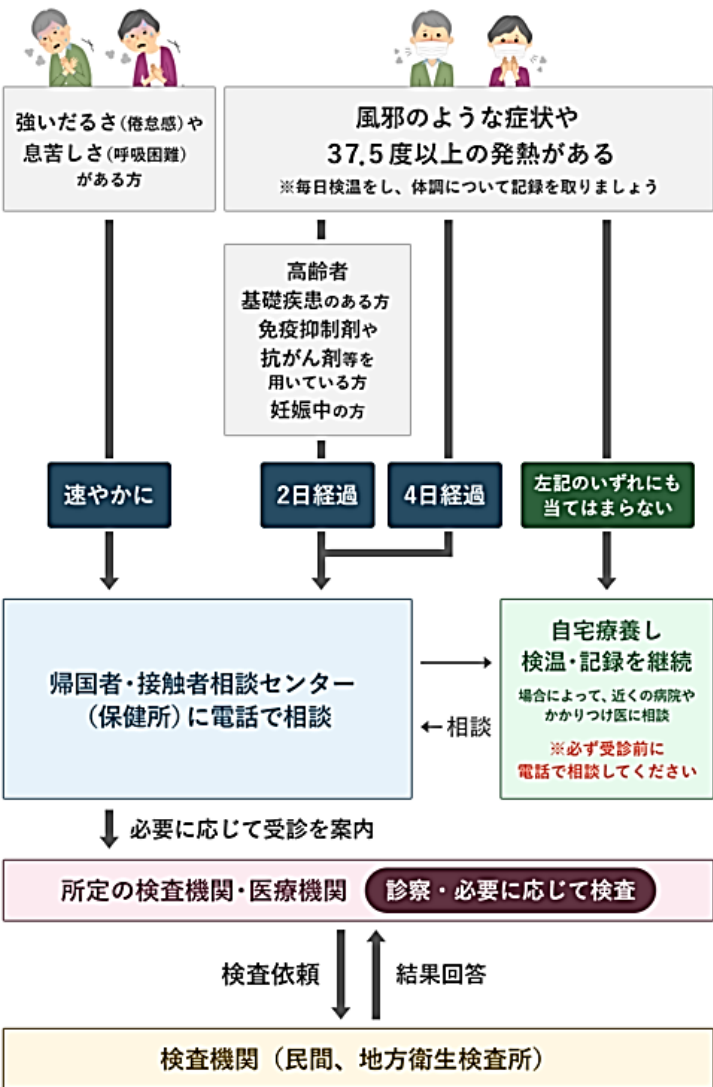 強いだるさ(倦怠感)や
息苦しさ(呼吸困難)
がある方
風邪のような症状や
37.5度以上の発熱がある
※毎日検温をし、体調について記録を取りましょう
高齢者
基礎疾患のある方
免疫抑制剤や
抗がん剤等を
用いている方
妊娠中の方
速やかに
2日経過
4日経過
左記のいずれにも
当てはまらない
帰国者・接触者相談センター
(保健所)に電話で相談
←相談
自宅療養し
検温・記録を継続
場合によって、近くの病院や
かかりつけ医に相談
※必ず受診前に
電話で相談してください
必要に応じて受診を案内
所定の検査機関・医療機関
診察・必要に応じて検査
検査依頼
結果回答
検査機関(民間、地方衛生検査所)